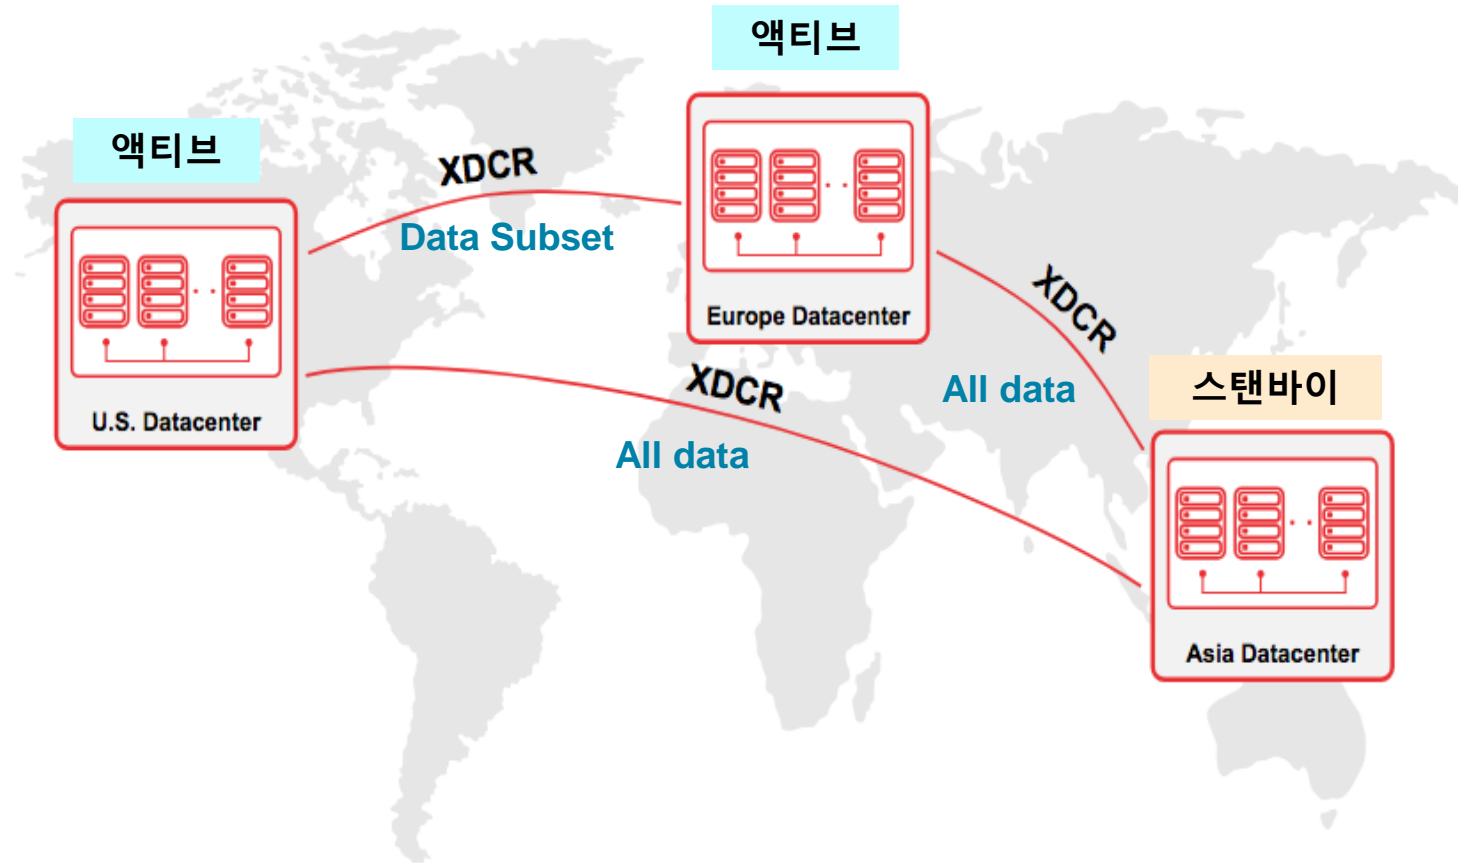 액티브
액티브
XDCR
Data Subset
Europe Datacenter
XDCR
U.S. Datacenter
XDCR
All data
스탠바이
All data
Asia Datacenter